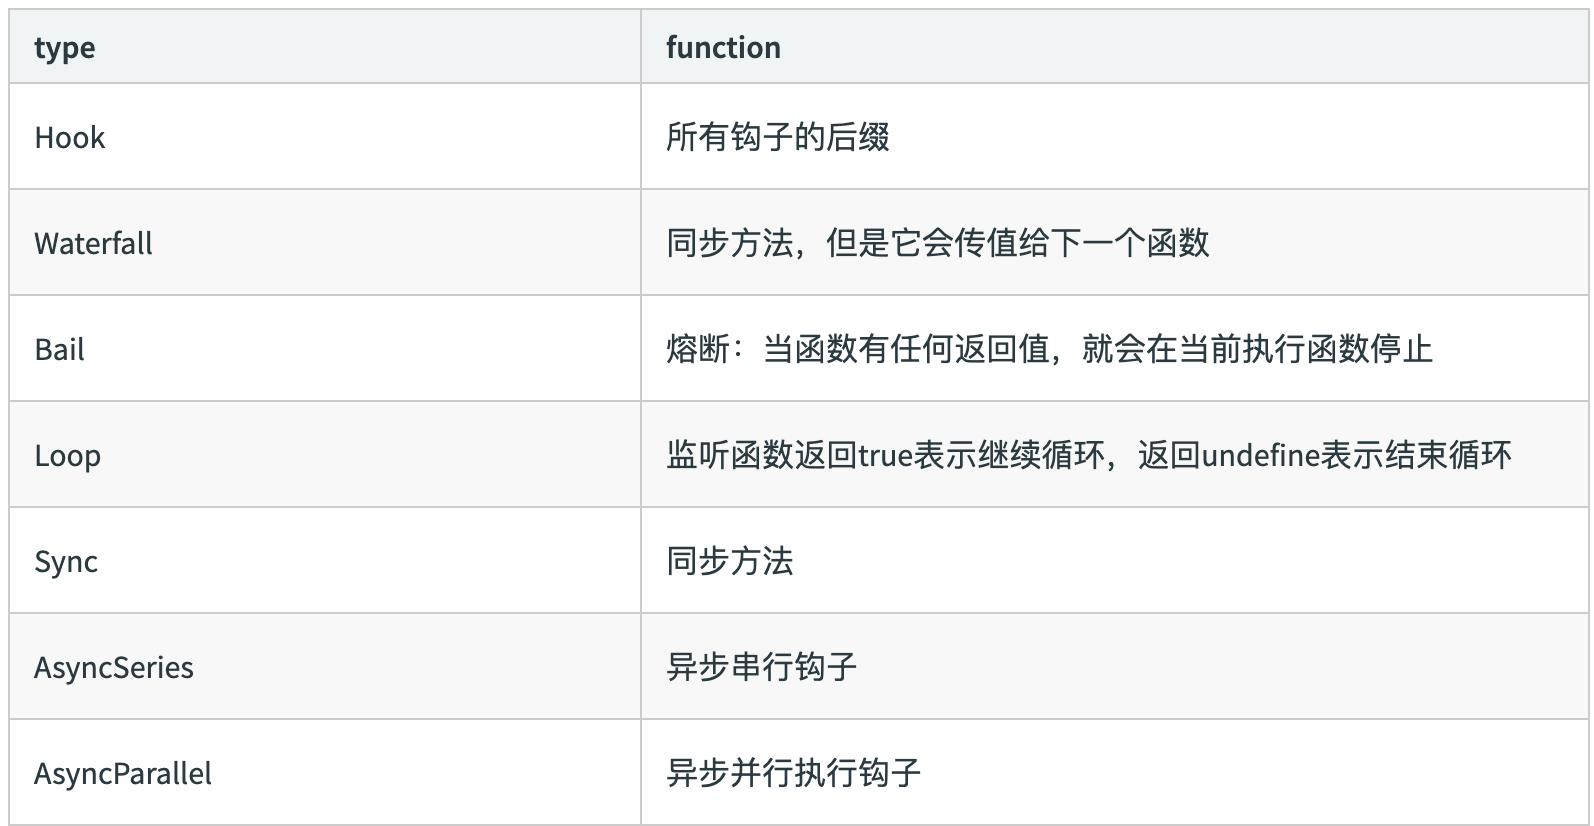 type function
Hook 所有钩子的后缀
Waterfall 同步方法，但是它会传值给下一个函数
Bail 熔断：当函数有任何返回值，就会在当前执行函数停止
Loop 监听函数返回true表示继续循环，返回undefine表示结束循环
Sync 同步方法
AsyncSeries 异步串行钩子
AsyncParallel 异步并行执行钩子